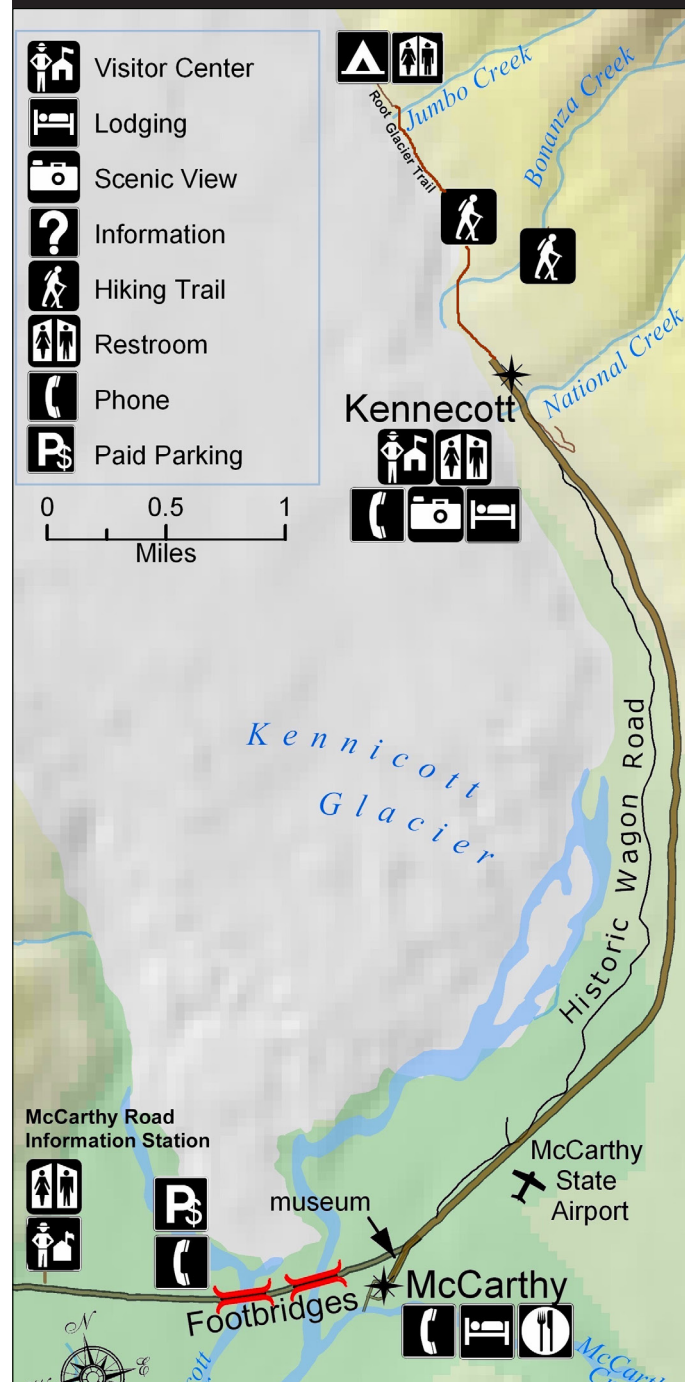 Visitor Center
Lodging
Scenic View
? Information
Hiking Trail
Restroom
Phone
P$ Paid Parking
0 0.5 1
Miles
Jumbo Creek
Bonanza Creek
Root Glacier Trail
National Creek
Kennecott
Kennicott
Glacier
Historic Wagon Road
McCarthy Road
Information Station
P$
McCarthy
State
Airport
museum
McCarthy
Footbridges
N
E